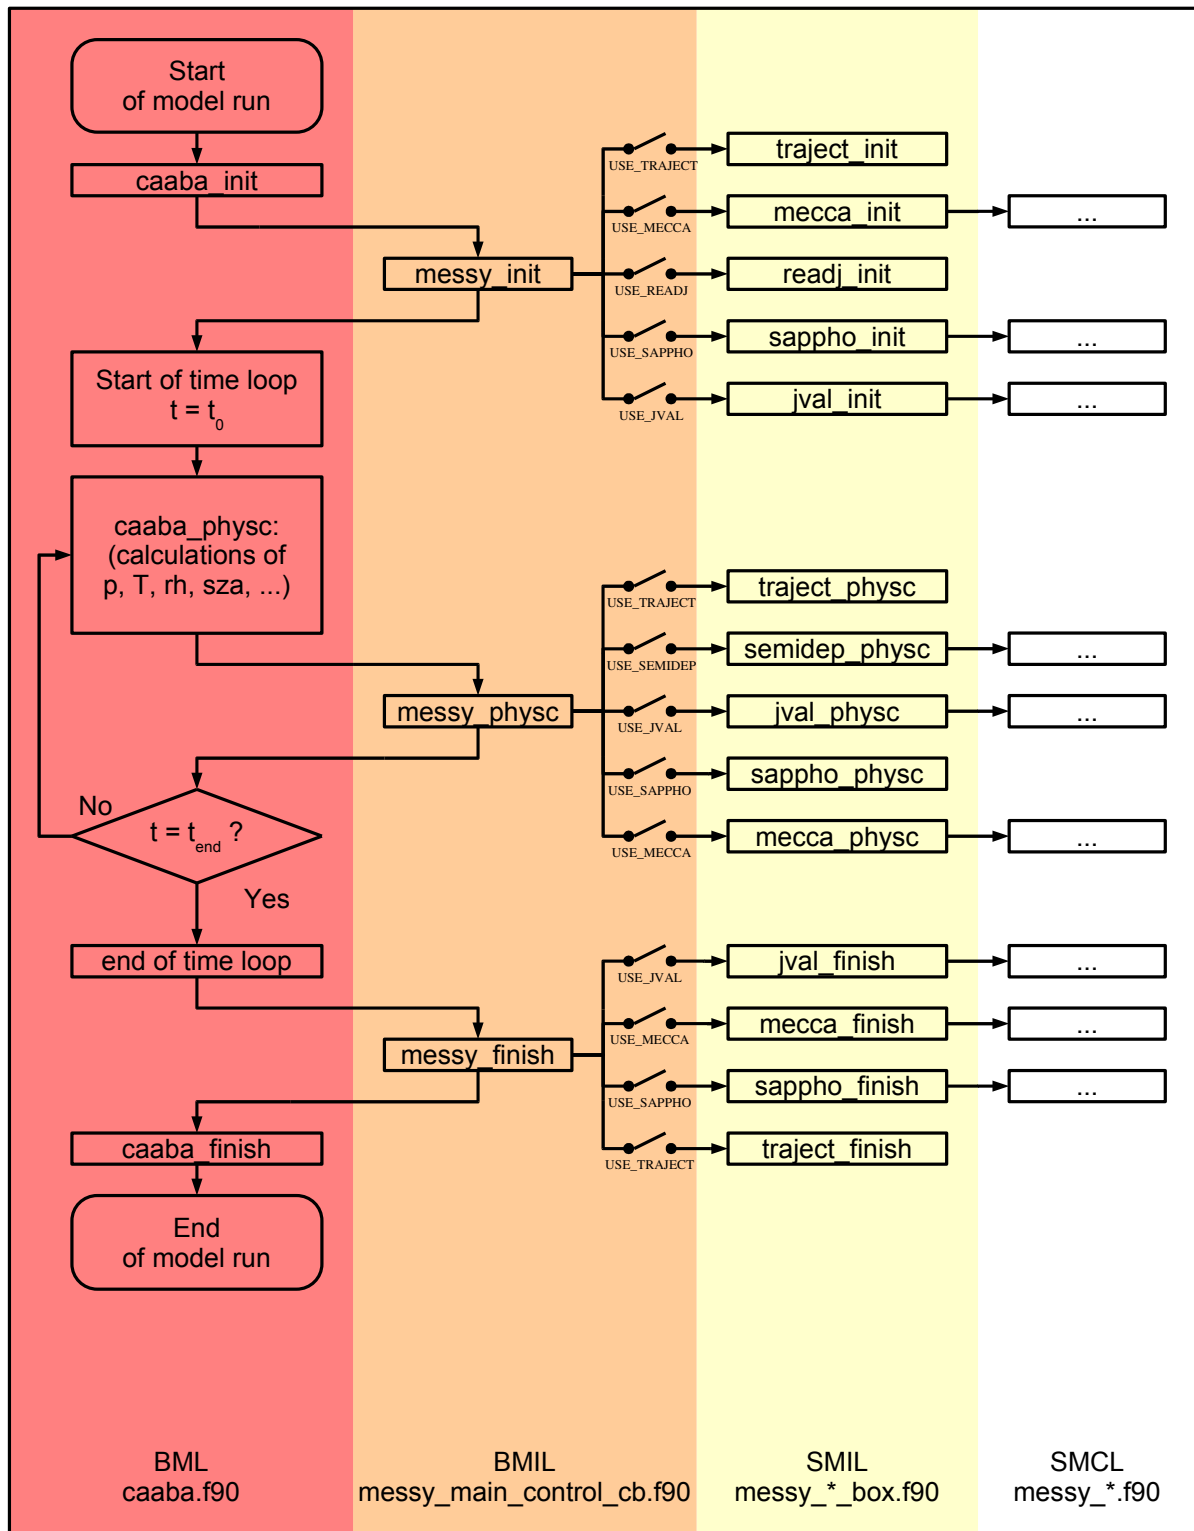 Start
of model run
caaba_init
messy_init
USE_TRAJECT
traject_init
USE_MECCA
mecca_init
...
USE_READJ
readj_init
USE_SAPPHO
sappho_init
...
USE_JVAL
jval_init
...
Start of time loop
t = t0
caaba_physc:
(calculations of
p, T, rh, sza, ...)
messy_physc
USE_TRAJECT
traject_physc
USE_SEMIDEP
semidep_physc
...
USE_JVAL
jval_physc
...
USE_SAPPHO
sappho_physc
USE_MECCA
mecca_physc
...
No
t = tend ?
Yes
end of time loop
messy_finish
USE_JVAL
jval_finish
...
USE_MECCA
mecca_finish
...
USE_SAPPHO
sappho_finish
...
USE_TRAJECT
traject_finish
caaba_finish
End
of model run
BML
caaba.f90
BMIL
messy_main_control_cb.f90
SMIL
messy_*_box.f90
SMCL
messy_*.f90